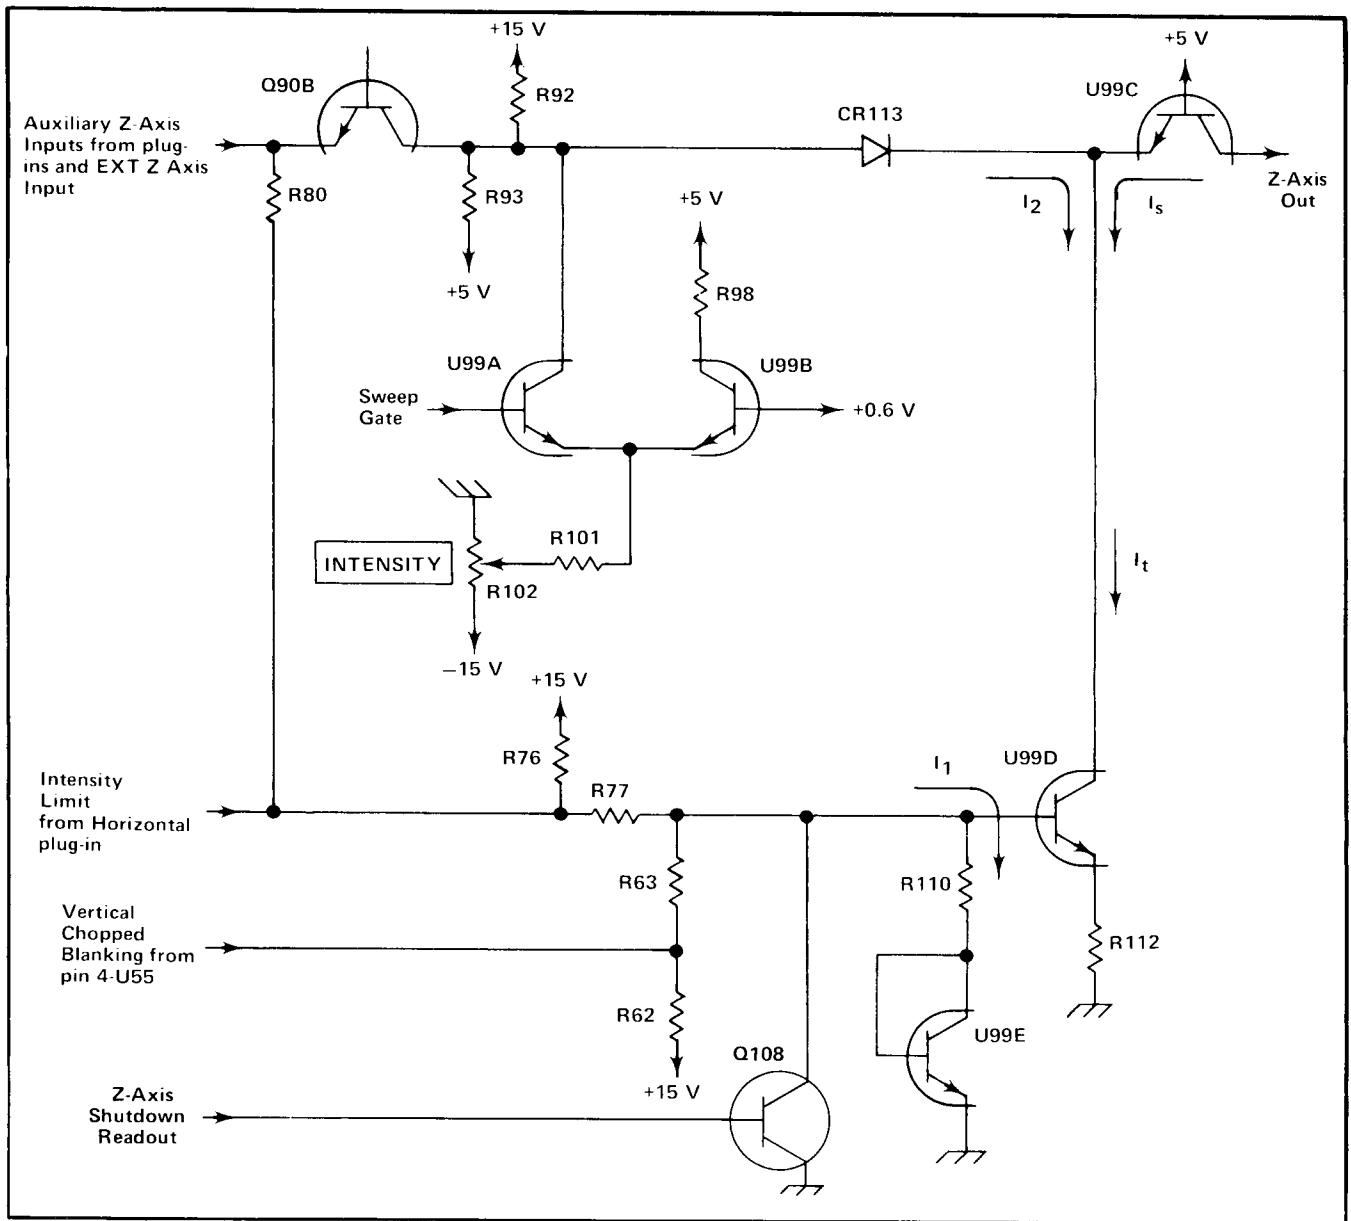 +15 V
+5 V
Q90B
R92
U99C
CR113
Auxiliary Z-Axis
Inputs from plug-
ins and EXT Z Axis
Input
R80
R93
Z-Axis
Out
I2
Is
+5 V
+5 V
R98
U99A
U99B
Sweep
Gate
+0.6 V
R101
INTENSITY
R102
It
−15 V
+15 V
R76
I1
U99D
Intensity
Limit
from Horizontal
plug-in
R77
R63
R110
Vertical
Chopped
Blanking from
pin 4-U55
R112
R62
U99E
Q108
+15 V
Z-Axis
Shutdown
Readout